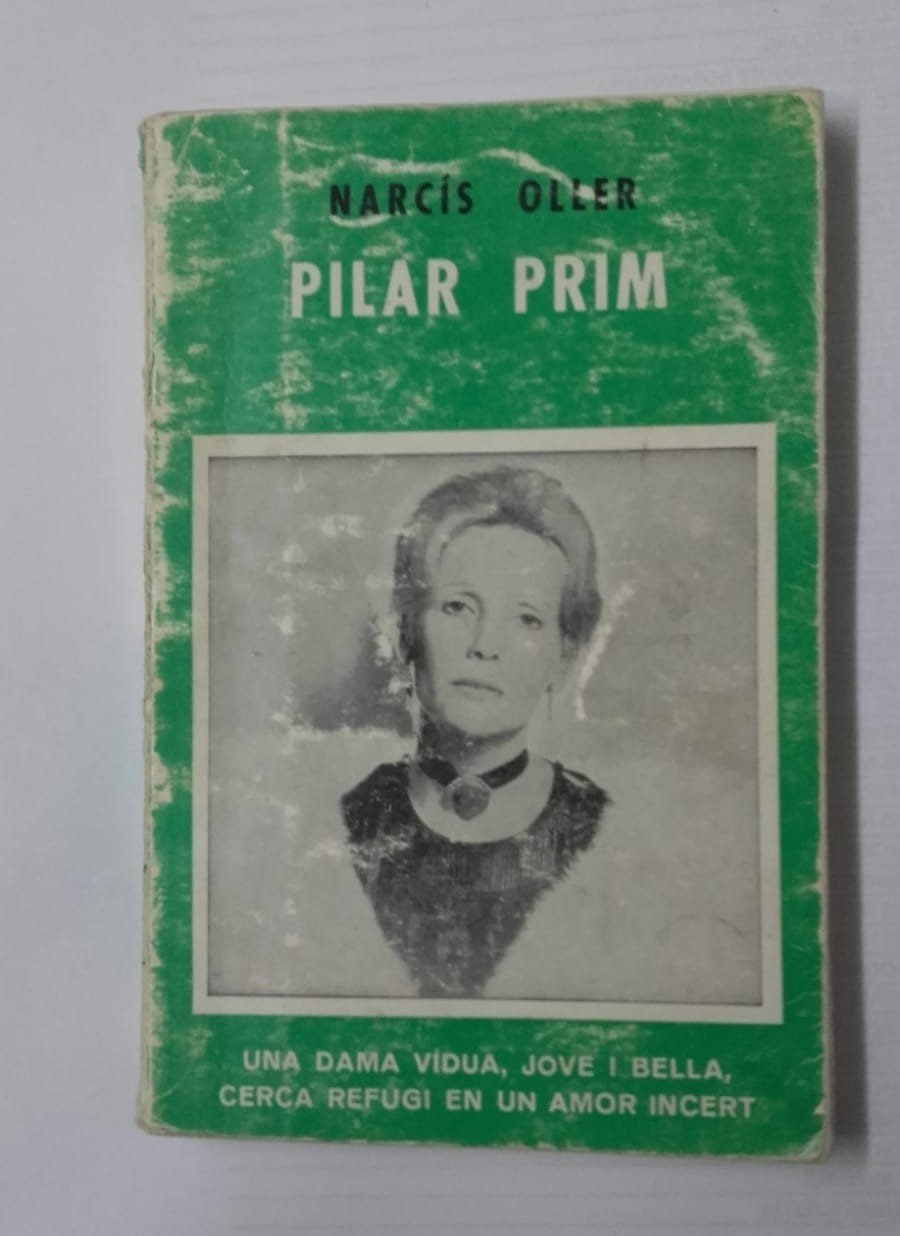 NARCÍS OLLER
PILAR PRIM
UNA DAMA VÍDUA, JOVE I BELLA,
CERCA REFUGI EN UN AMOR INCERT